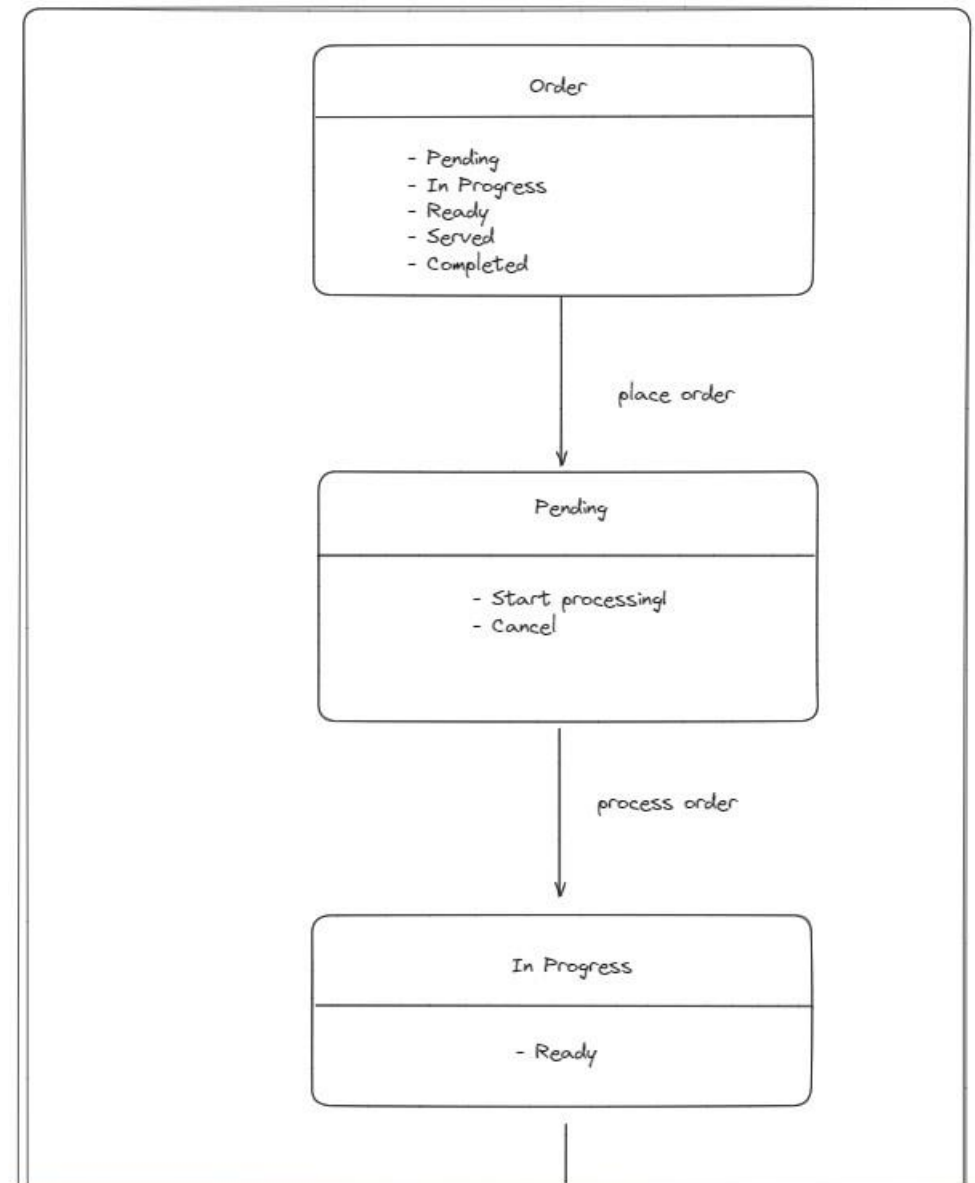 Order
- Pending
- In Progress
- Ready
- Served
- Completed
place order
Pending
- Start processingl
- Cancel
process order
In Progress
- Ready